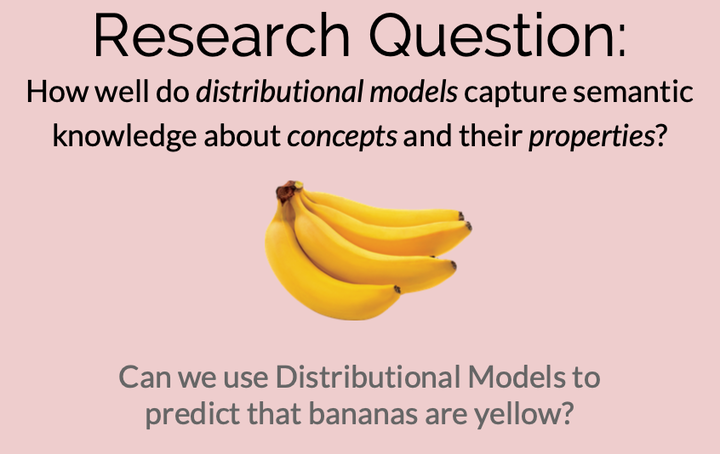 Research Question:
How well do distributional models capture semantic
knowledge about concepts and their properties?
Can we use Distributional Models to
predict that bananas are yellow?